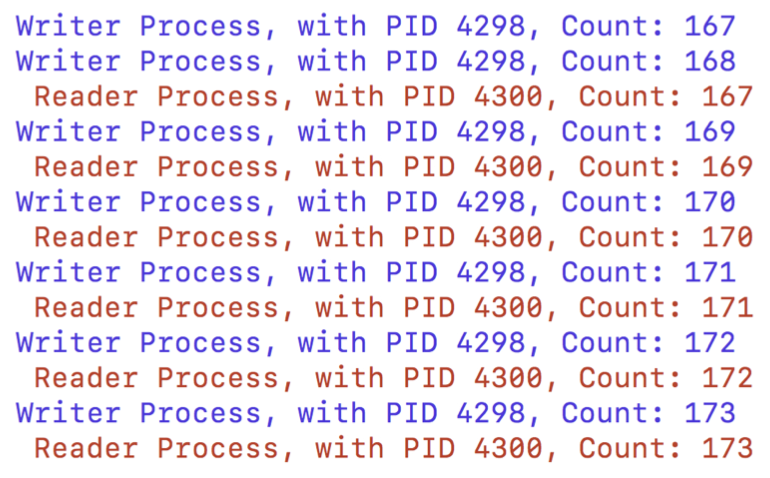 Writer Process, with PID 4298, Count: 167
Writer Process, with PID 4298, Count: 168
Reader Process, with PID 4300, Count: 167
Writer Process, with PID 4298, Count: 169
Reader Process, with PID 4300, Count: 169
Writer Process, with PID 4298, Count: 170
Reader Process, with PID 4300, Count: 170
Writer Process, with PID 4298, Count: 171
Reader Process, with PID 4300, Count: 171
Writer Process, with PID 4298, Count: 172
Reader Process, with PID 4300, Count: 172
Writer Process, with PID 4298, Count: 173
Reader Process, with PID 4300, Count: 173